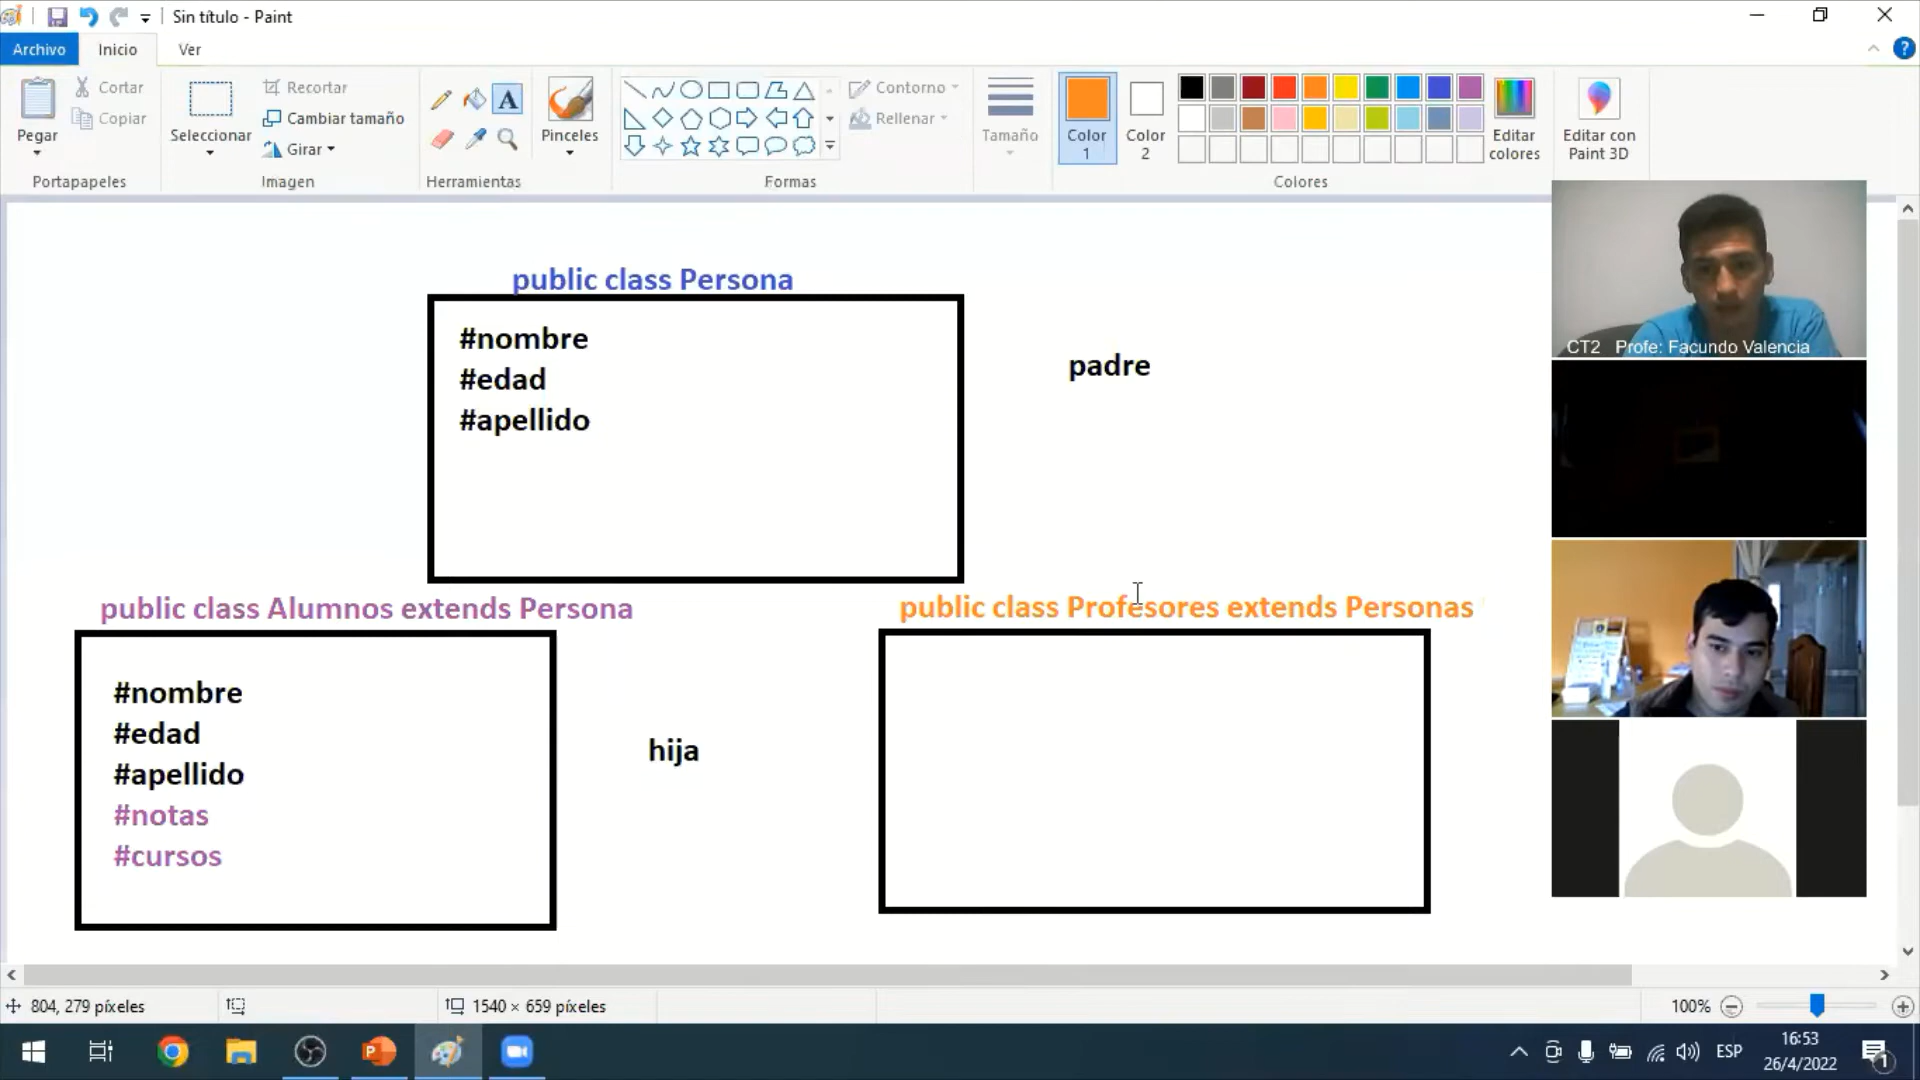 Sin título - Paint
Archivo Inicio Ver
Pegar
Cortar
Copiar
Portapapeles
Seleccionar
Recortar
Cambiar tamaño
Girar
Imagen
A
Herramientas
Pinceles
Contorno
Rellenar
Formas
Tamaño
Color 1
Color 2
Editar colores
Editar con Paint 3D
Colores
public class Persona
#nombre
#edad
#apellido
padre
public class Alumnos extends Persona
#nombre
#edad
#apellido
#notas
#cursos
hija
public class Profesores extends Personas
CT2 Profe: Facundo Valencia
804, 279 píxeles
1540 × 659 píxeles
100%
ESP
16:53
26/4/2022
1